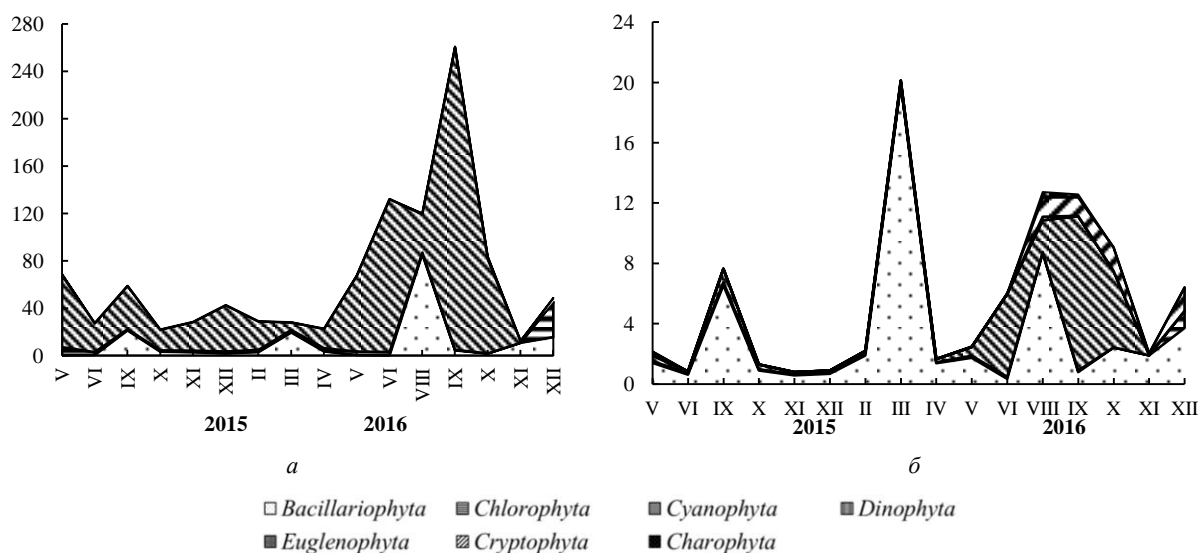 280
240
200
160
120
80
40
0
V VI IX X XI XII II III IV V VI VIII IX X XI XII
2015 2016
а
24
20
16
12
8
4
0
V VI IX X XI XII II III IV V VI VIII IX X XI XII
2015 2016
б
Bacillariophyta Chlorophyta Cyanophyta Dinophyta
Euglenophyta Cryptophyta Charophyta